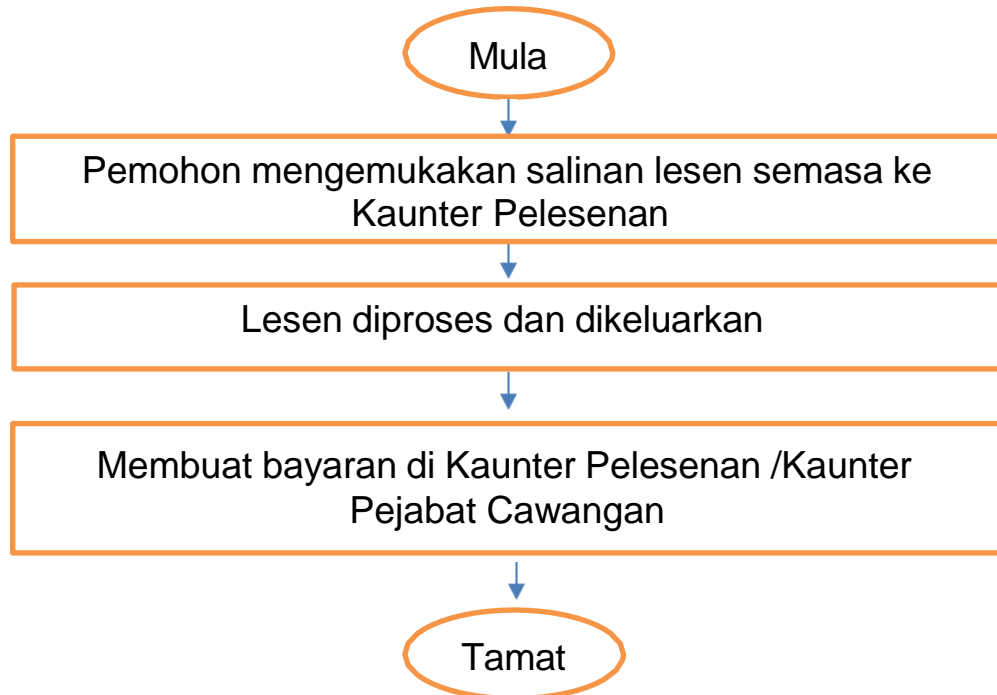 Mula
Pemohon mengemukakan salinan lesen semasa ke
Kaunter Pelesenan
Lesen diproses dan dikeluarkan
Membuat bayaran di Kaunter Pelesenan /Kaunter
Pejabat Cawangan
Tamat